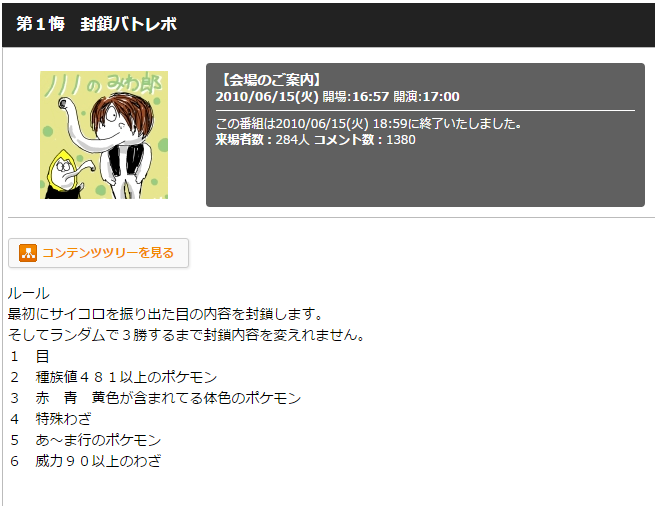 第１悔　封鎖バトレボ
ノノノのみわ郎
【会場のご案内】
2010/06/15(火) 開場:16:57 開演:17:00
この番組は2010/06/15(火) 18:59に終了いたしました。
来場者数：284人 コメント数：1380
コンテンツツリーを見る
ルール
最初にサイコロを振り出た目の内容を封鎖します。
そしてランダムで３勝するまで封鎖内容を変えれません。
１　目
２　種族値４８１以上のポケモン
３　赤　青　黄色が含まれてる体色のポケモン
４　特殊わざ
５　あ～ま行のポケモン
６　威力９０以上のわざ